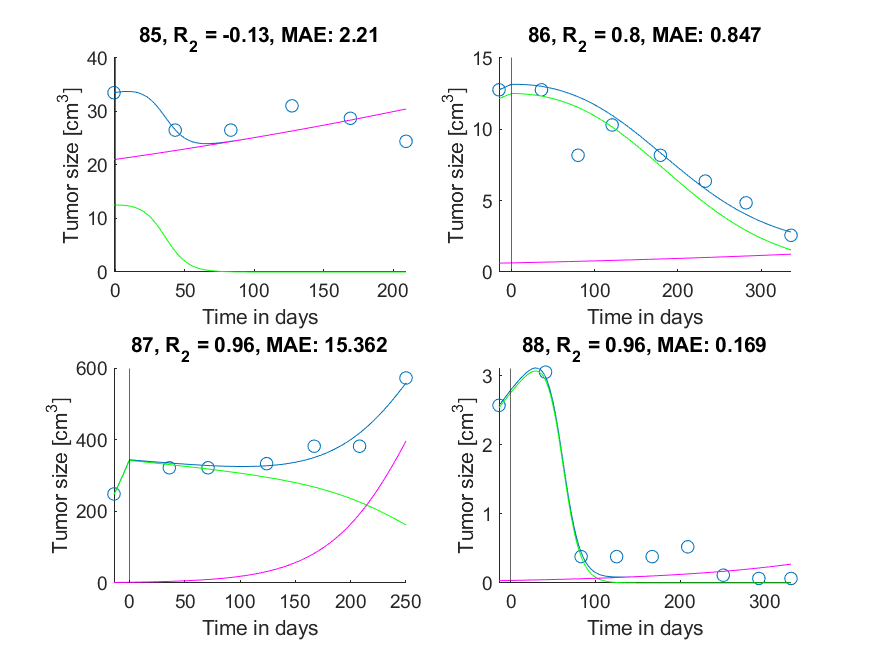 85, R2 = -0.13, MAE: 2.21
40
30
20
10
0
Tumor size [cm3]
0 50 100 150 200
Time in days
86, R2 = 0.8, MAE: 0.847
15
10
5
0
Tumor size [cm3]
0 100 200 300
Time in days
87, R2 = 0.96, MAE: 15.362
600
400
200
0
Tumor size [cm3]
0 50 100 150 200 250
Time in days
88, R2 = 0.96, MAE: 0.169
3
2
1
0
Tumor size [cm3]
0 100 200 300
Time in days